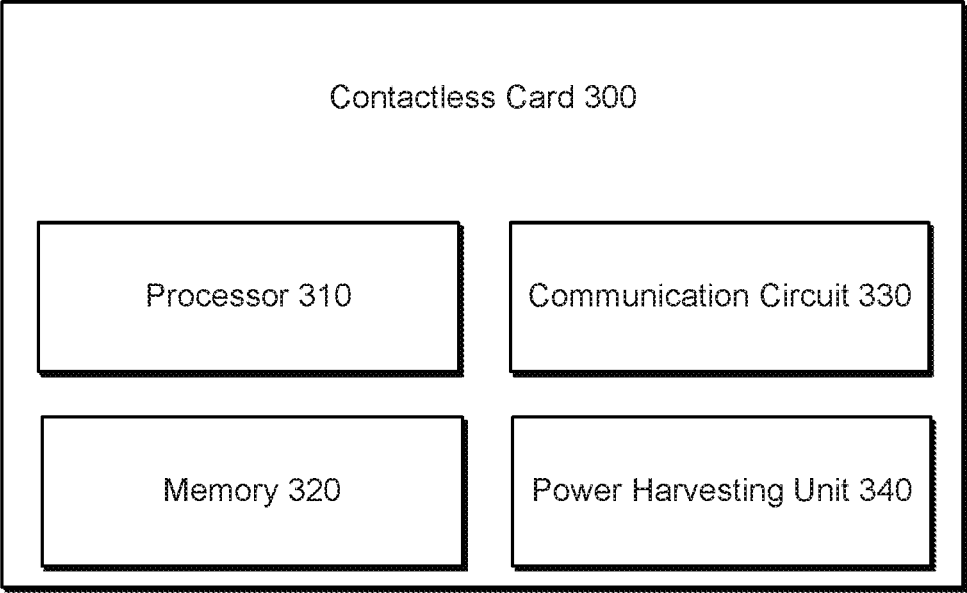 Contactless Card 300
Processor 310
Communication Circuit 330
Memory 320
Power Harvesting Unit 340